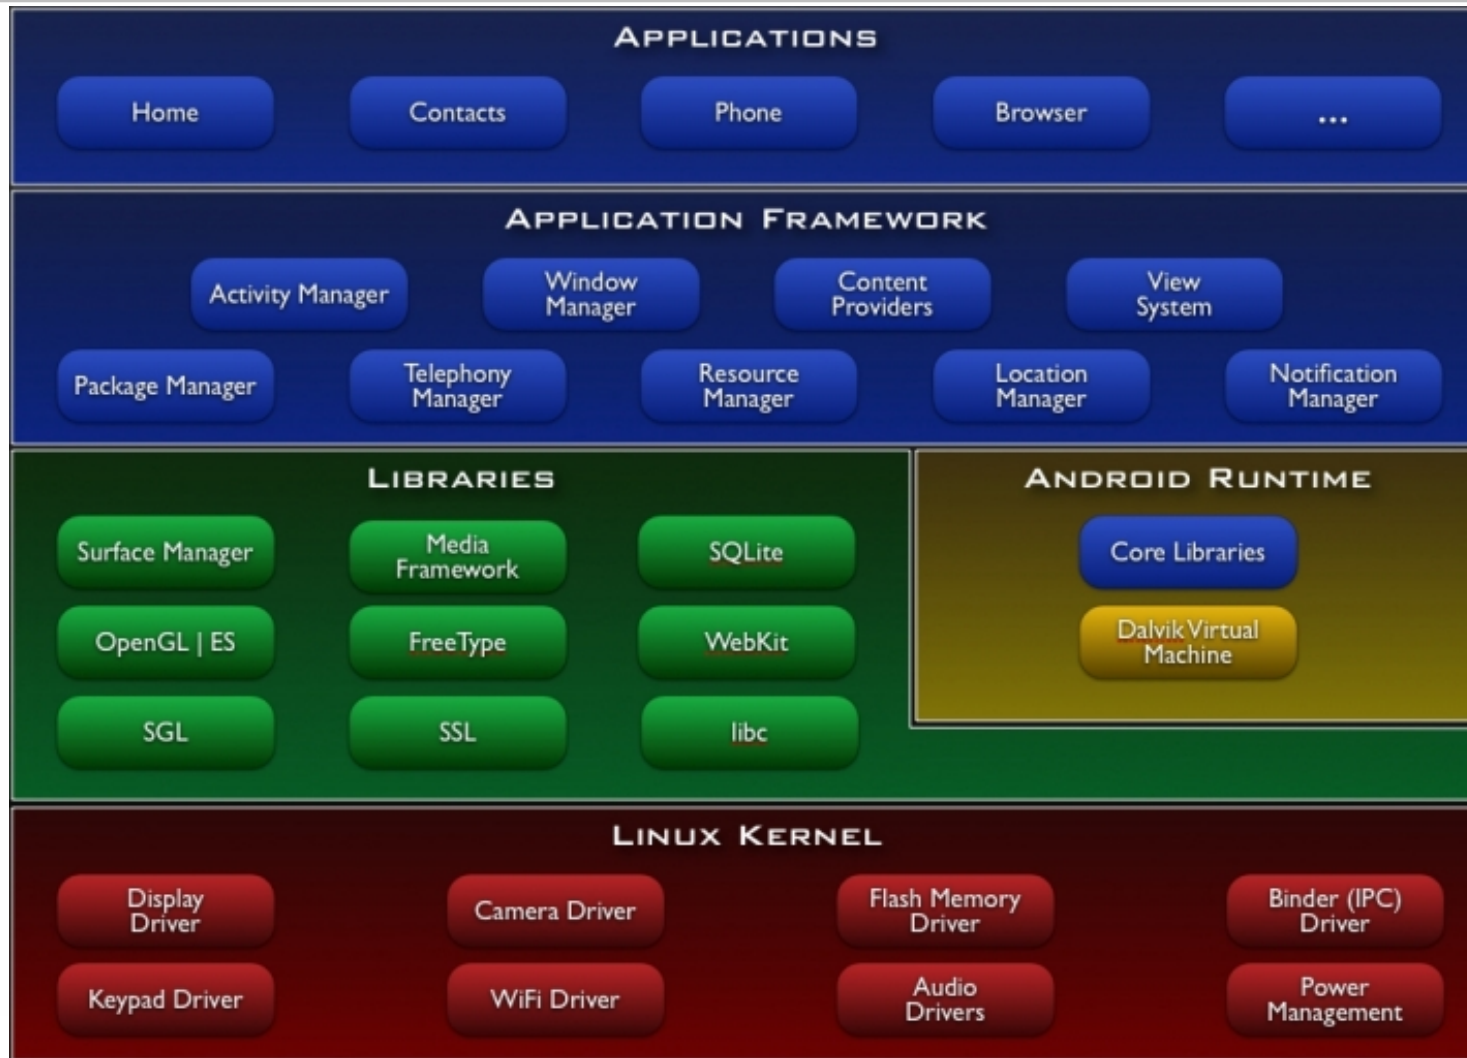 APPLICATIONS
Home
Contacts
Phone
Browser
...
APPLICATION FRAMEWORK
Activity Manager
Window
Manager
Content
Providers
View
System
Package Manager
Telephony
Manager
Resource
Manager
Location
Manager
Notification
Manager
LIBRARIES
Surface Manager
Media
Framework
SQLite
OpenGL | ES
FreeType
WebKit
SGL
SSL
libc
ANDROID RUNTIME
Core Libraries
Dalvik Virtual
Machine
LINUX KERNEL
Display
Driver
Camera Driver
Flash Memory
Driver
Binder (IPC)
Driver
Keypad Driver
WiFi Driver
Audio
Drivers
Power
Management